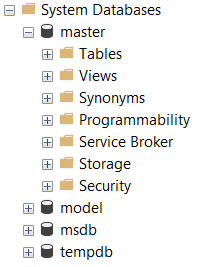 System Databases
master
Tables
Views
Synonyms
Programmability
Service Broker
Storage
Security
model
msdb
tempdb